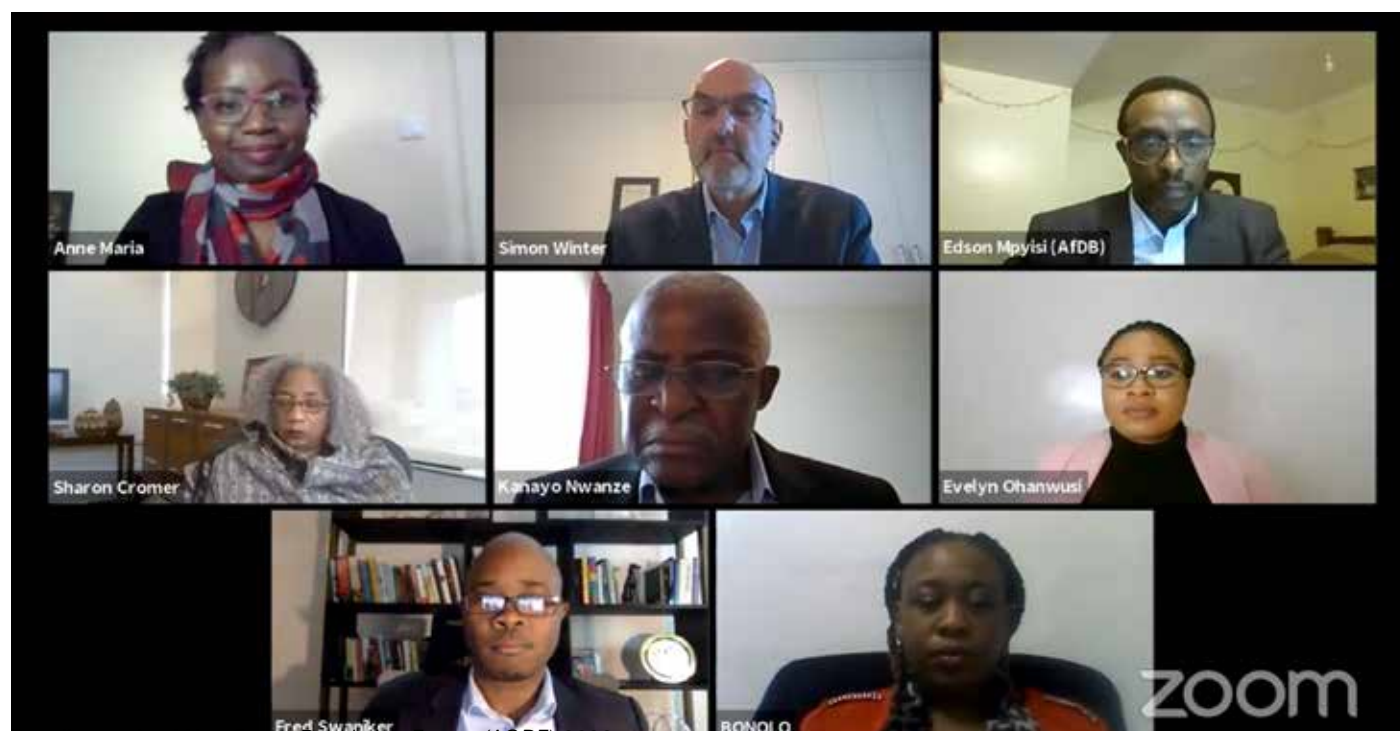 Anne Maria
Simon Winter
Edson Mpyisi (AfDB)
Sharon Cromer
Kanayo Nwanze
Evelyn Ohanwusi
Fred Swaniker
BONOLO
zoom